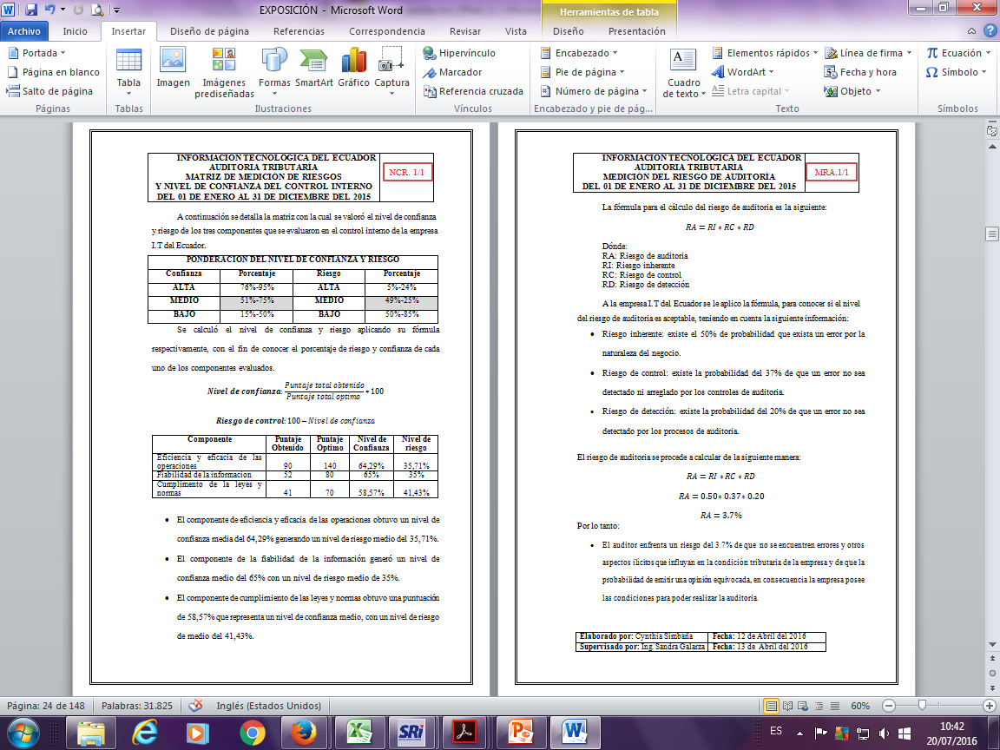 EXPOSICIÓN - Microsoft Word
Herramientas de tabla
Archivo Inicio Insertar Diseño de página Referencias Correspondencia Revisar Vista Diseño Presentación
Portada
Página en blanco
Salto de página
Páginas
Tabla
Tablas
Imagen Imágenes prediseñadas Formas SmartArt Gráfico Captura
Ilustraciones
Hipervínculo
Marcador
Referencia cruzada
Vínculos
Encabezado
Pie de página
Número de página
Encabezado y pie de pág...
Cuadro de texto
Elementos rápidos
WordArt
Letra capital
Línea de firma
Fecha y hora
Objeto
Texto
Ecuación
Símbolo
Símbolos
INFORMACION TECNOLOGICA DEL ECUADOR
AUDITORIA TRIBUTARIA
MATRIZ DE MEDICIÓN DE RIESGOS
Y NIVEL DE CONFIANZA DEL CONTROL INTERNO
DEL 01 DE ENERO AL 31 DE DICIEMBRE DEL 2015
NCR. 1/1
A continuación se detalla la matriz con la cual se valoró el nivel de confianza
y riesgo de los tres componentes que se evaluaron en el control interno de la empresa
I.T del Ecuador.
PONDERACION DEL NIVEL DE CONFIANZA Y RIESGO
Confianza Porcentaje Riesgo Porcentaje
ALTA 76%-95% ALTA 5%-24%
MEDIO 51%-75% MEDIO 49%-25%
BAJO 15%-50% BAJO 50%-85%
Se calculó el nivel de confianza y riesgo aplicando su fórmula
respectivamente, con el fin de conocer el porcentaje de riesgo y confianza de cada
uno de los componentes evaluados.
Nivel de confianza: Puntaje total obtenido / Puntaje total optimo * 100
Riesgo de control: 100 – Nivel de confianza
Componente Puntaje Obtenido Puntaje Optimo Nivel de Confianza Nivel de riesgo
Eficiencia y eficacia de las
operaciones 90 140 64,29% 35,71%
Fiabilidad de la informacion 52 80 65% 35%
Cumplimento de la leyes y
normas 41 70 58,57% 41,43%
• El componente de eficiencia y eficacia de las operaciones obtuvo un nivel de
confianza media del 64,29% generando un nivel de riesgo medio del 35,71%.
• El componente de la fiabilidad de la información generó un nivel de
confianza medio del 65% con un nivel de riesgo medio de 35%.
• El componente de cumplimiento de las leyes y normas obtuvo una puntuación
de 58,57% que representa un nivel de confianza medio, con un nivel de riesgo
de medio del 41,43%.
INFORMACION TECNOLOGICA DEL ECUADOR
AUDITORIA TRIBUTARIA
MEDICIÓN DEL RIESGO DE AUDITORÍA
DEL 01 DE ENERO AL 31 DE DICIEMBRE DEL 2015
MRA.1/1
La fórmula para el cálculo del riesgo de auditoria es la siguiente:
RA = RI * RC * RD
Dónde:
RA: Riesgo de auditoria
RI: Riesgo inherente
RC: Riesgo de control
RD: Riesgo de detección
A la empresa I.T del Ecuador se le aplico la fórmula, para conocer si el nivel
del riesgo de auditoria es aceptable, teniendo en cuenta la siguiente información:
• Riesgo inherente: existe el 50% de probabilidad que exista un error por la
naturaleza del negocio.
• Riesgo de control: existe la probabilidad del 37% de que un error no sea
detectado ni arreglado por los controles de auditoria.
• Riesgo de detección: existe la probabilidad del 20% de que un error no sea
detectado por los procesos de auditoria.
El riesgo de auditoria se procede a calcular de la siguiente manera:
RA = RI * RC * RD
RA = 0.50 * 0.37 * 0.20
RA = 3.7%
Por lo tanto:
• El auditor enfrenta un riesgo del 3.7% de que no se encuentren errores y otros
aspectos ilícitos que influyan en la condición tributaria de la empresa y de que la
probabilidad de emitir una opinión equivocada, en consecuencia la empresa posee
las condiciones para poder realizar la auditoria.
Elaborado por: Cynthia Simbaña Fecha: 12 de Abril del 2016
Supervisado por: Ing. Sandra Galarza Fecha: 13 de Abril del 2016
Página: 24 de 148 Palabras: 31.825 Inglés (Estados Unidos) 60%
SRi
ES
10:42
20/07/2016